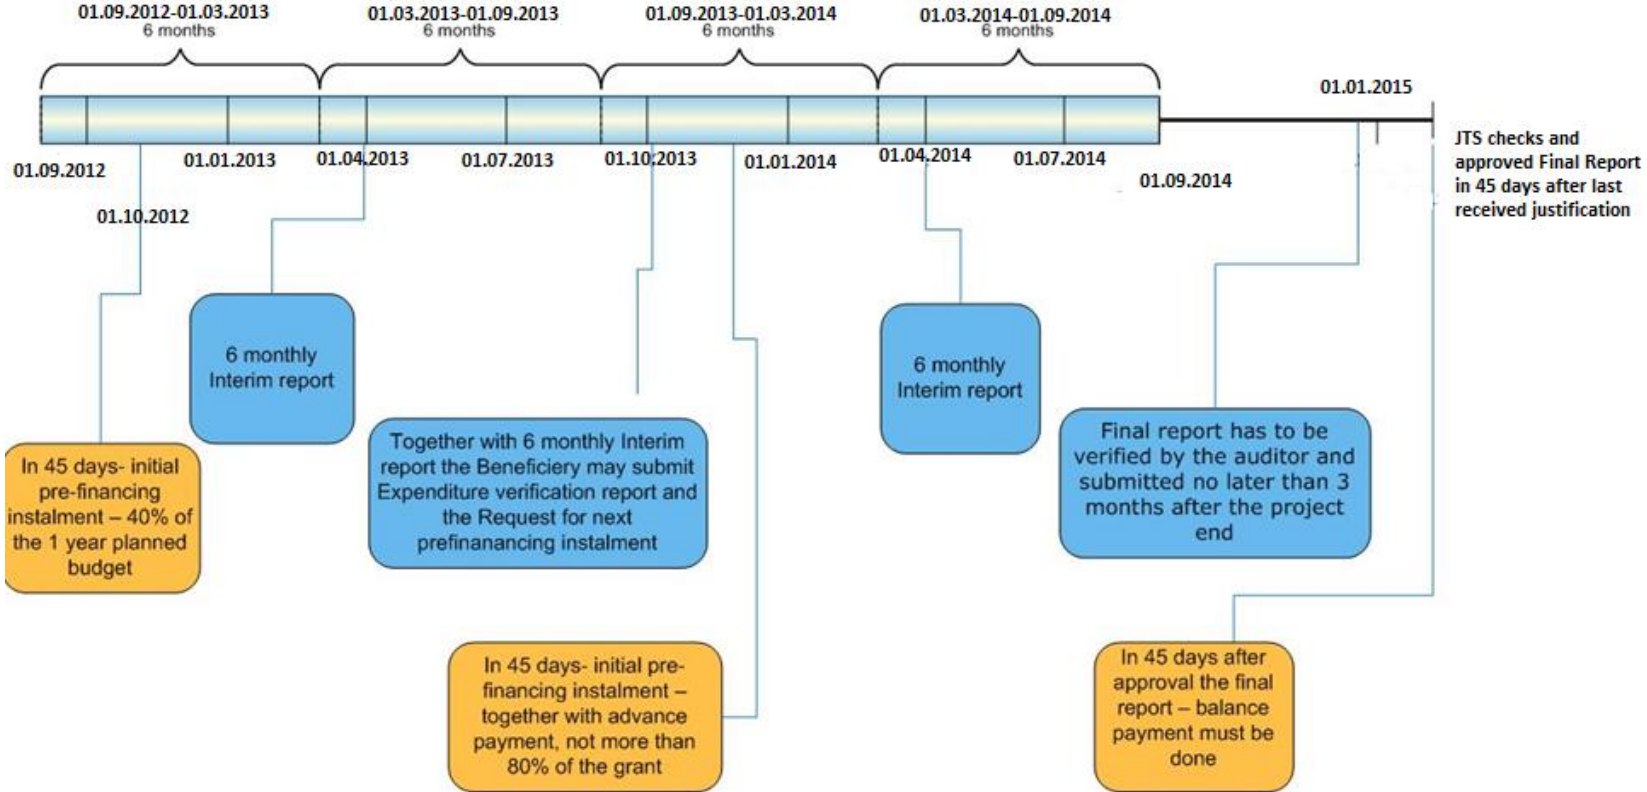 01.09.2012-01.03.2013
6 months
01.03.2013-01.09.2013
6 months
01.09.2013-01.03.2014
6 months
01.03.2014-01.09.2014
6 months
01.01.2015
JTS checks and
approved Final Report
in 45 days after last
received justification
01.09.2012
01.01.2013
01.04.2013
01.07.2013
01.10.2013
01.01.2014
01.04.2014
01.07.2014
01.09.2014
01.10.2012
6 monthly
Interim report
6 monthly
Interim report
In 45 days- initial
pre-financing
instalment – 40% of
the 1 year planned
budget
Together with 6 monthly Interim
report the Beneficiery may submit
Expenditure verification report and
the Request for next
prefinanancing instalment
Final report has to be
verified by the auditor and
submitted no later than 3
months after the project
end
In 45 days- initial pre-
financing instalment –
together with advance
payment, not more than
80% of the grant
In 45 days after
approval the final
report – balance
payment must be
done